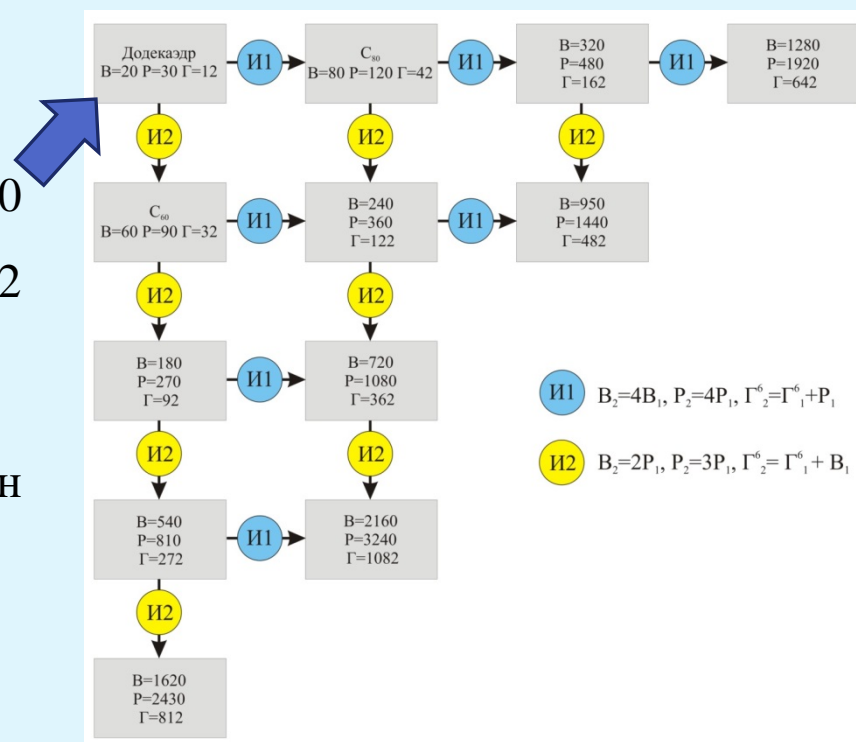 Додекаэдр
В=20 Р=30 Г=12
И1
C₈₀
В=80 Р=120 Г=42
И1
В=320
Р=480
Г=162
И1
В=1280
Р=1920
Г=642
И2
И2
И2
0
C₆₀
В=60 Р=90 Г=32
И1
В=240
Р=360
Г=122
И1
В=950
Р=1440
Г=482
2
И2
И2
В=180
Р=270
Г=92
И1
В=720
Р=1080
Г=362
И1 В₂=4В₁, Р₂=4Р₁, Г⁶₂=Г⁶₁+Р₁
И2
И2
И2 В₂=2Р₁, Р₂=3Р₁, Г⁶₂= Г⁶₁ + В₁
н
В=540
Р=810
Г=272
И1
В=2160
Р=3240
Г=1082
И2
В=1620
Р=2430
Г=812